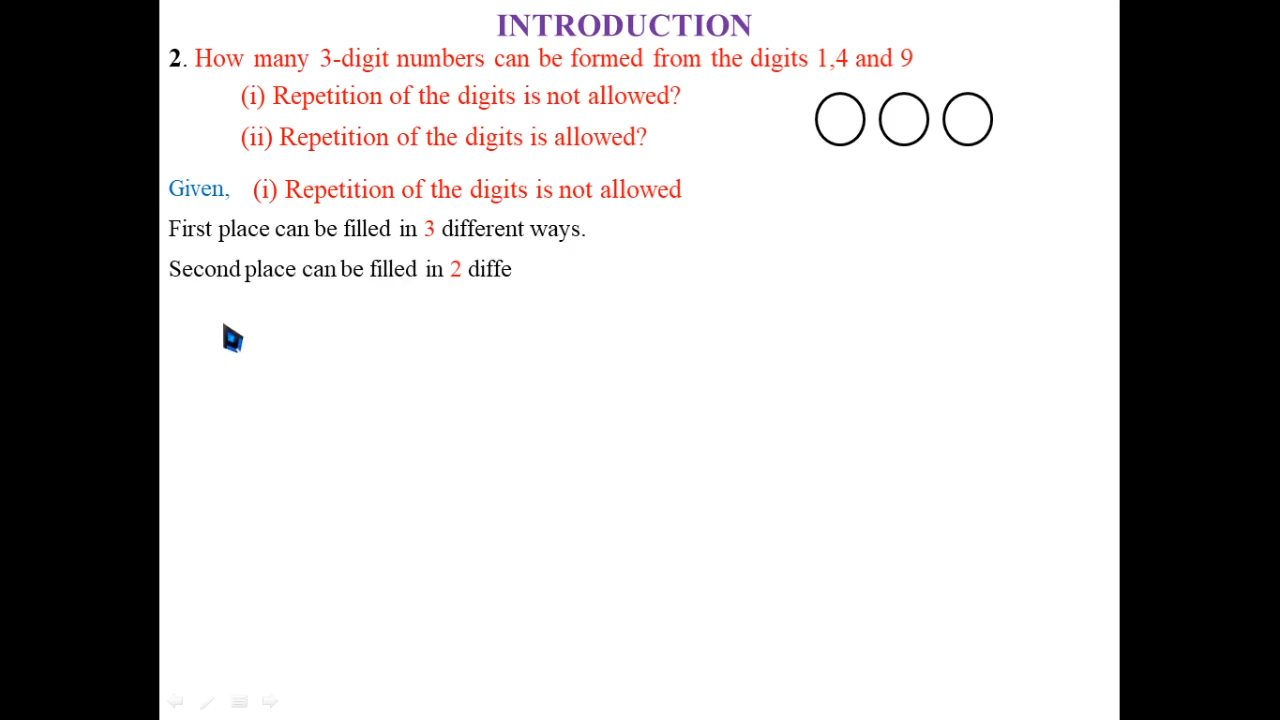 INTRODUCTION
2. How many 3-digit numbers can be formed from the digits 1,4 and 9
(i) Repetition of the digits is not allowed?
(ii) Repetition of the digits is allowed?
Given, (i) Repetition of the digits is not allowed
First place can be filled in 3 different ways.
Second place can be filled in 2 diffe